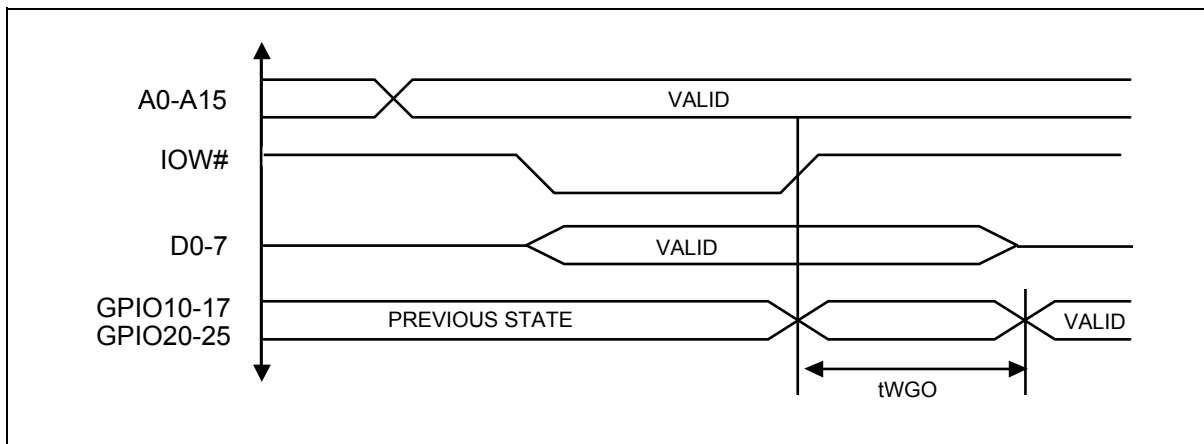 A0-A15
VALID
IOW#
D0-7
VALID
GPIO10-17
GPIO20-25
PREVIOUS STATE
VALID
tWGO